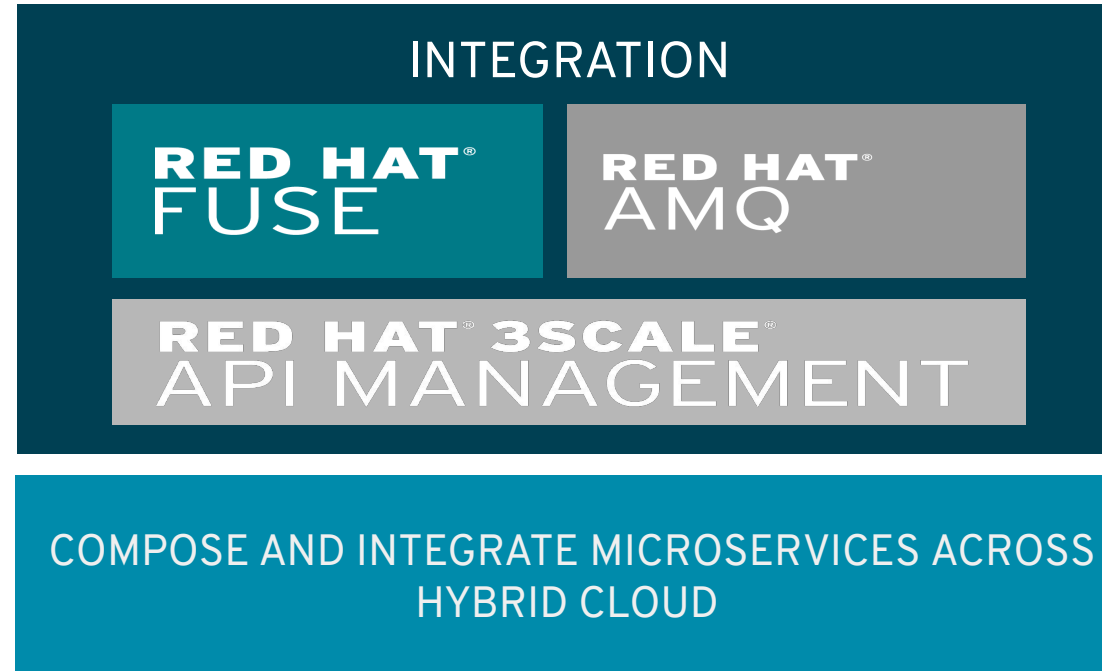 INTEGRATION
RED HAT®
FUSE
RED HAT®
AMQ
RED HAT® 3SCALE®
API MANAGEMENT
COMPOSE AND INTEGRATE MICROSERVICES ACROSS
HYBRID CLOUD